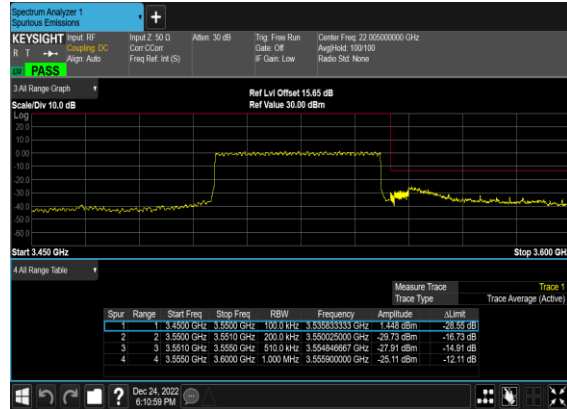 Spectrum Analyzer 1
Spurious Emissions
KEYSIGHT Input: RF Input Z: 50 Ω Atten: 30 dB Trig: Free Run Center Freq: 22.005000000 GHz
R T Coupling: DC Corr CCorr Gate: Off Avg|Hold: 100/100
Align: Auto Freq Ref: Int (S) IF Gain: Low Radio Std: None
PASS
3 All Range Graph
Ref Lvl Offset 15.65 dB
Scale/Div 10.0 dB Ref Value 30.00 dBm
Log
20.0
10.0
0.00
-10.0
-20.0
-30.0
-40.0
-50.0
-60.0
Start 3.450 GHz Stop 3.600 GH
4 All Range Table
Measure Trace Trace 1
Trace Type Trace Average (Active)
Spur Range Start Freq Stop Freq RBW Frequency Amplitude ΔLimit
1 1 3.4500 GHz 3.5500 GHz 100.0 kHz 3.535833333 GHz 1.448 dBm -28.55 dB
2 2 3.5500 GHz 3.5510 GHz 200.0 kHz 3.550025000 GHz -29.73 dBm -16.73 dB
3 3 3.5510 GHz 3.5550 GHz 510.0 kHz 3.554846667 GHz -27.91 dBm -14.91 dB
4 4 3.5550 GHz 3.6000 GHz 1.000 MHz 3.555900000 GHz -25.11 dBm -12.11 dB
Dec 24, 2022
6:10:59 PM